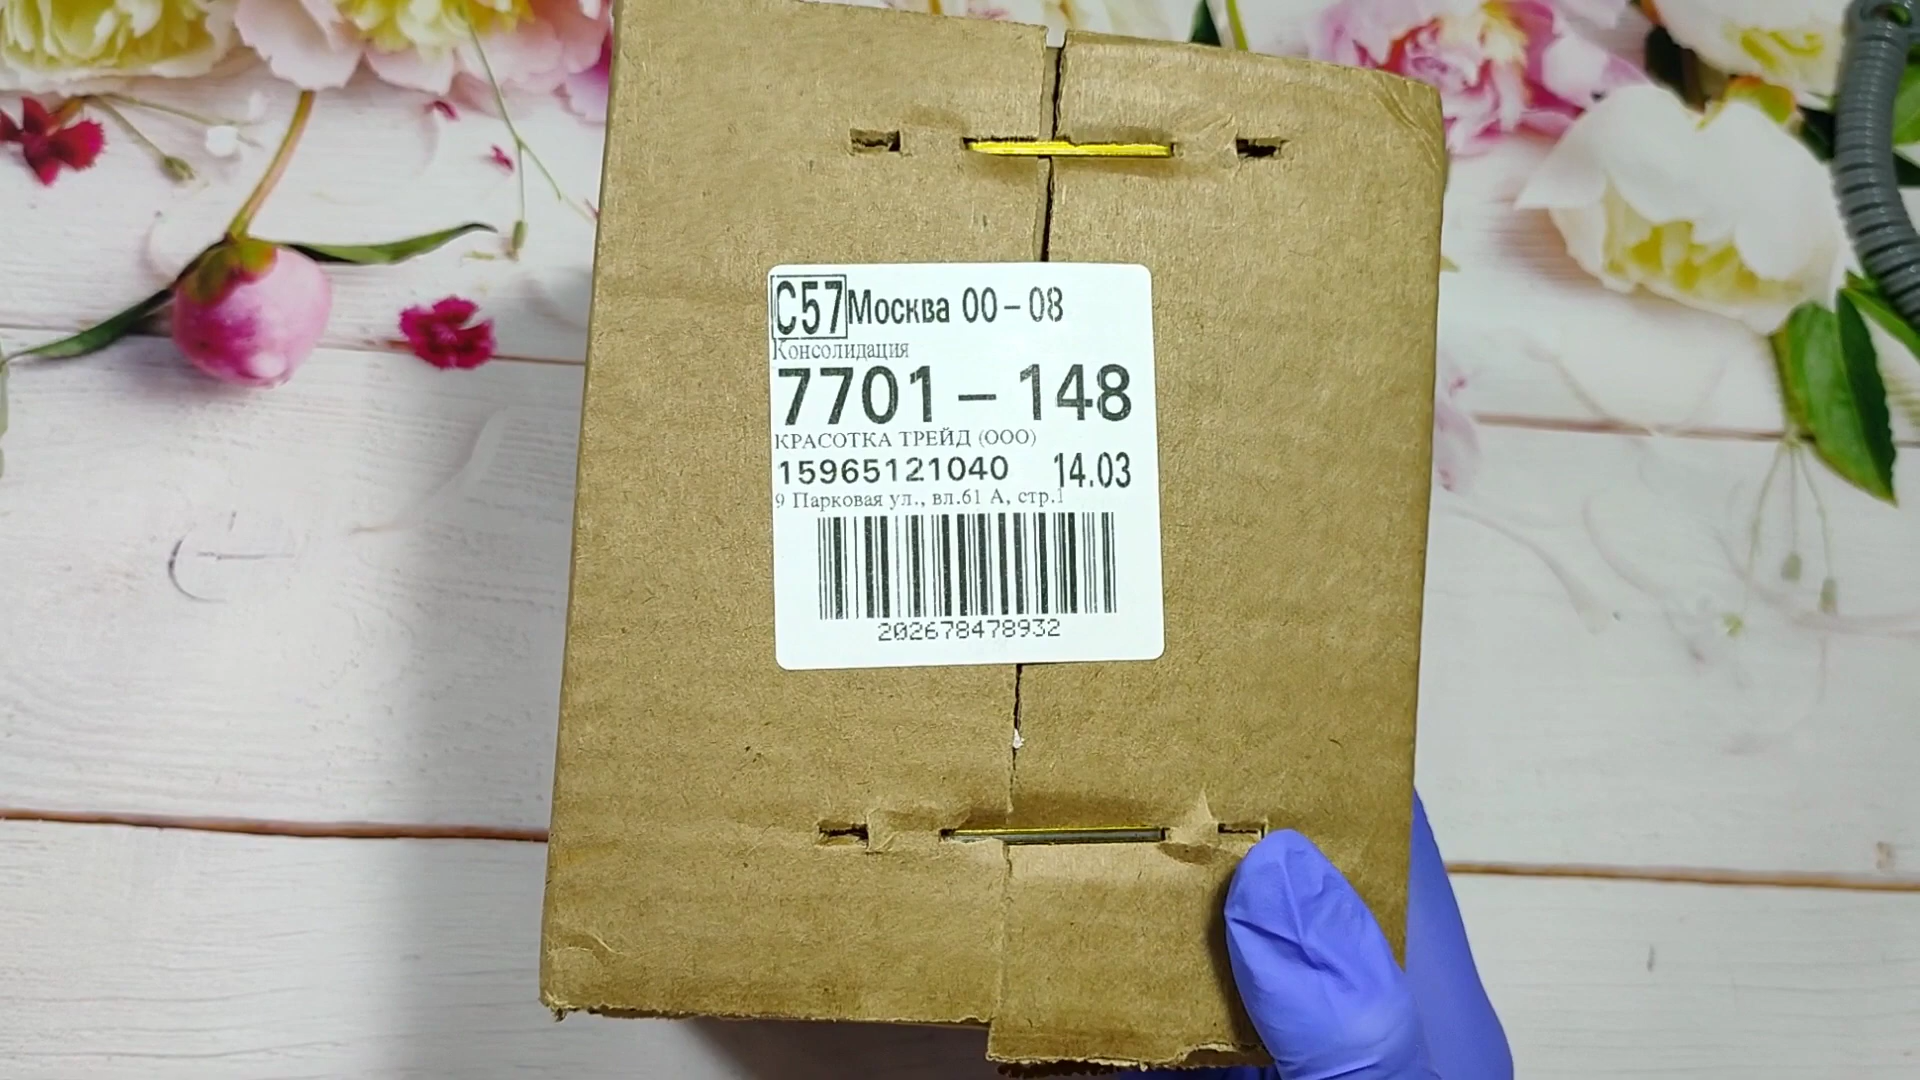 C57 Москва 00-08
Консолидация
7701-148
КРАСОТКА ТРЕЙД (ООО)
15965121040 14.03
9 Парковая ул., вл.61 А, стр.1
202678478932